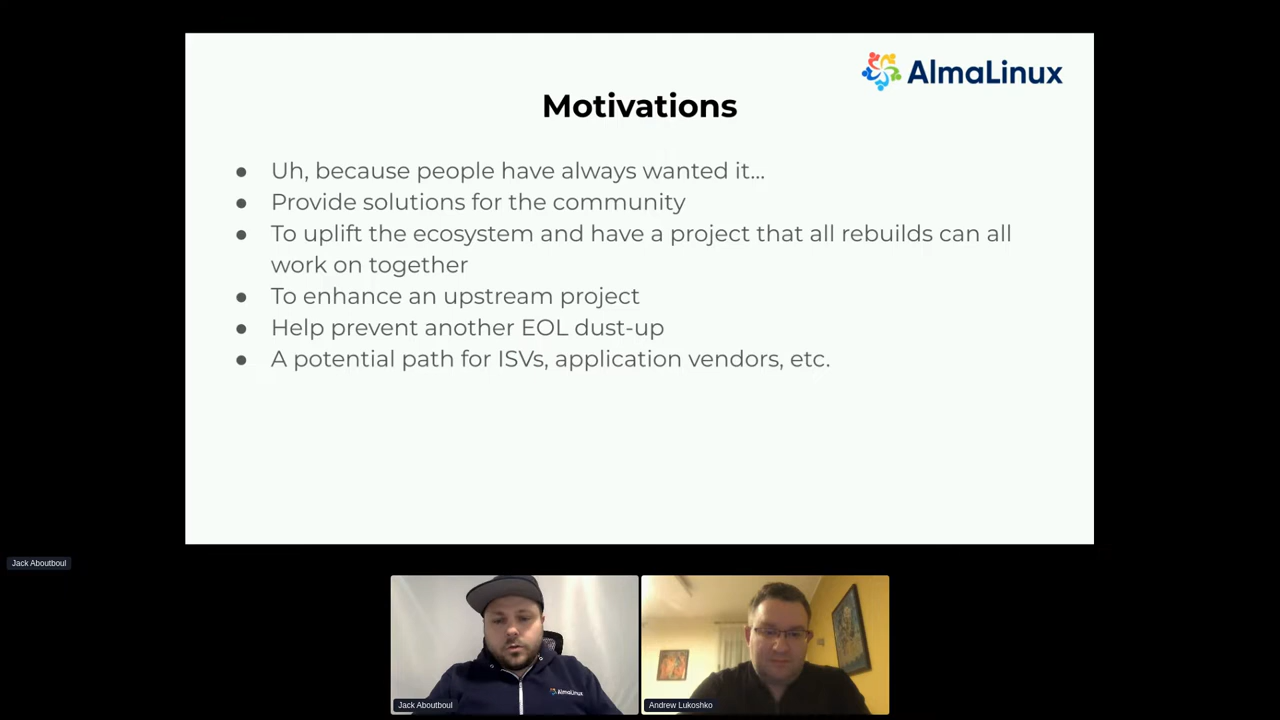 AlmaLinux
Motivations
● Uh, because people have always wanted it...
● Provide solutions for the community
● To uplift the ecosystem and have a project that all rebuilds can all
work on together
● To enhance an upstream project
● Help prevent another EOL dust-up
● A potential path for ISVs, application vendors, etc.
Jack Aboutboul
AlmaLinux
Jack Aboutboul
Andrew Lukoshko